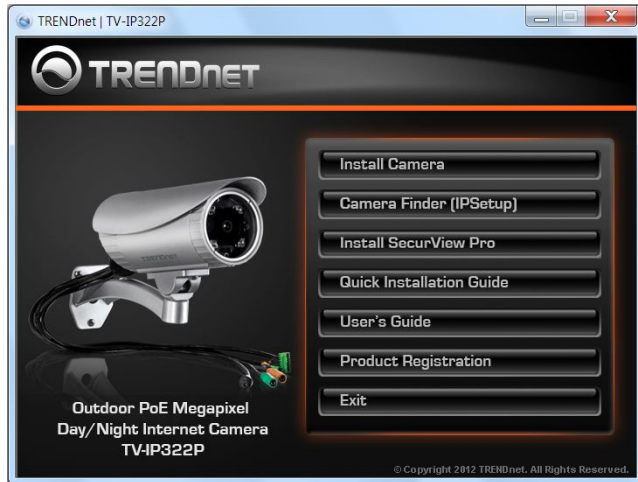 TRENDnet | TV-IP322P
TRENDNET
TRENDNET
Install Camera
Camera Finder (IPSetup)
Install SecurView Pro
Quick Installation Guide
User's Guide
Product Registration
Exit
Outdoor PoE Megapixel
Day/Night Internet Camera
TV-IP322P
© Copyright 2012 TRENDnet. All Rights Reserved.